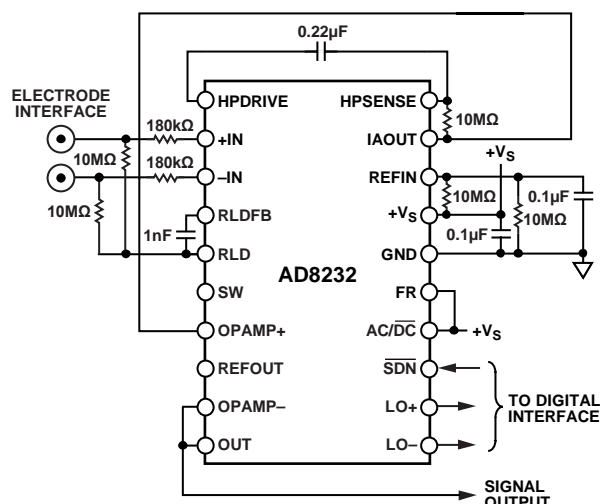 0.22µF
HPDRIVE
HPSENSE
ELECTRODE
INTERFACE
180kΩ
10MΩ
+IN
IAOUT
+VS
10MΩ
180kΩ
–IN
REFIN
10MΩ
10MΩ
0.1µF
RLDFB
+VS
10MΩ
1nF
0.1µF
RLD
GND
AD8232
SW
FR
OPAMP+
AC/DC
+VS
REFOUT
SDN
OPAMP–
LO+
TO DIGITAL
INTERFACE
OUT
LO–
SIGNAL
OUTPUT